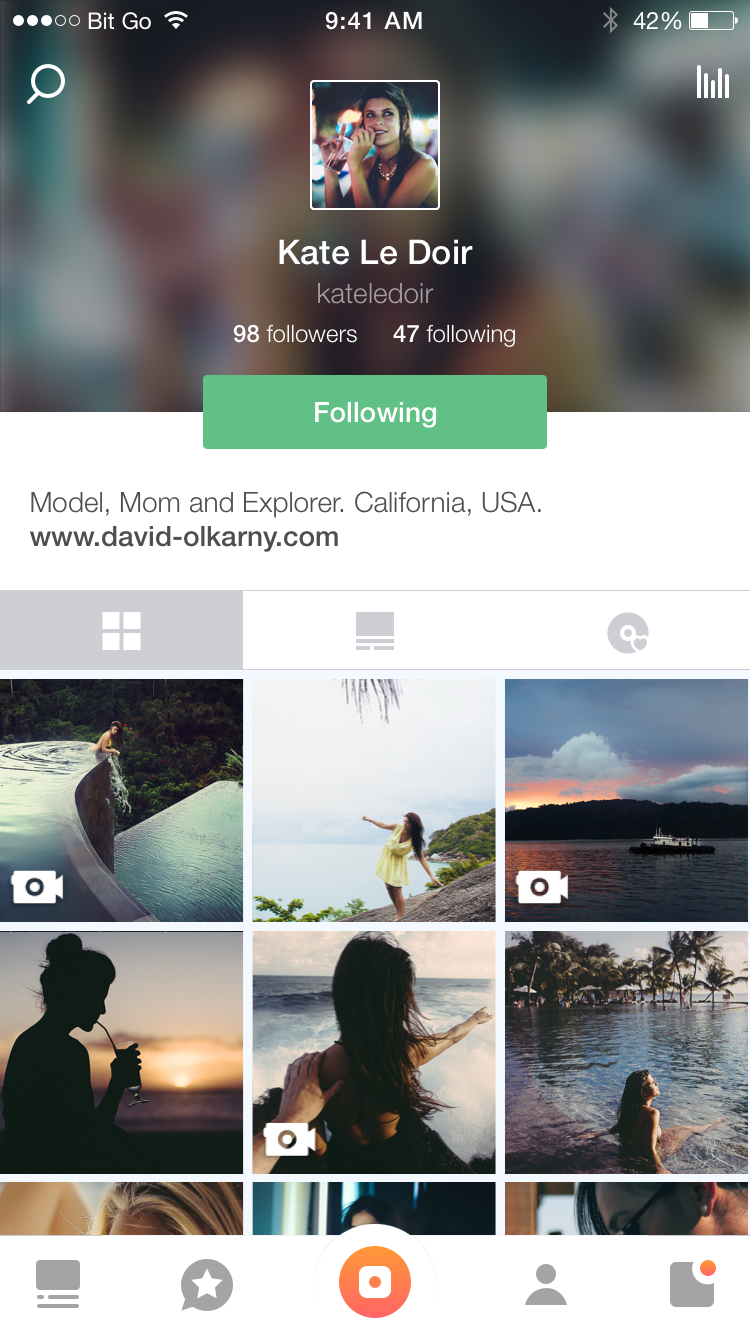 Bit Go 9:41 AM 42%
Kate Le Doir
kateledoir
98 followers 47 following
Following
Model, Mom and Explorer. California, USA.
www.david-olkarny.com